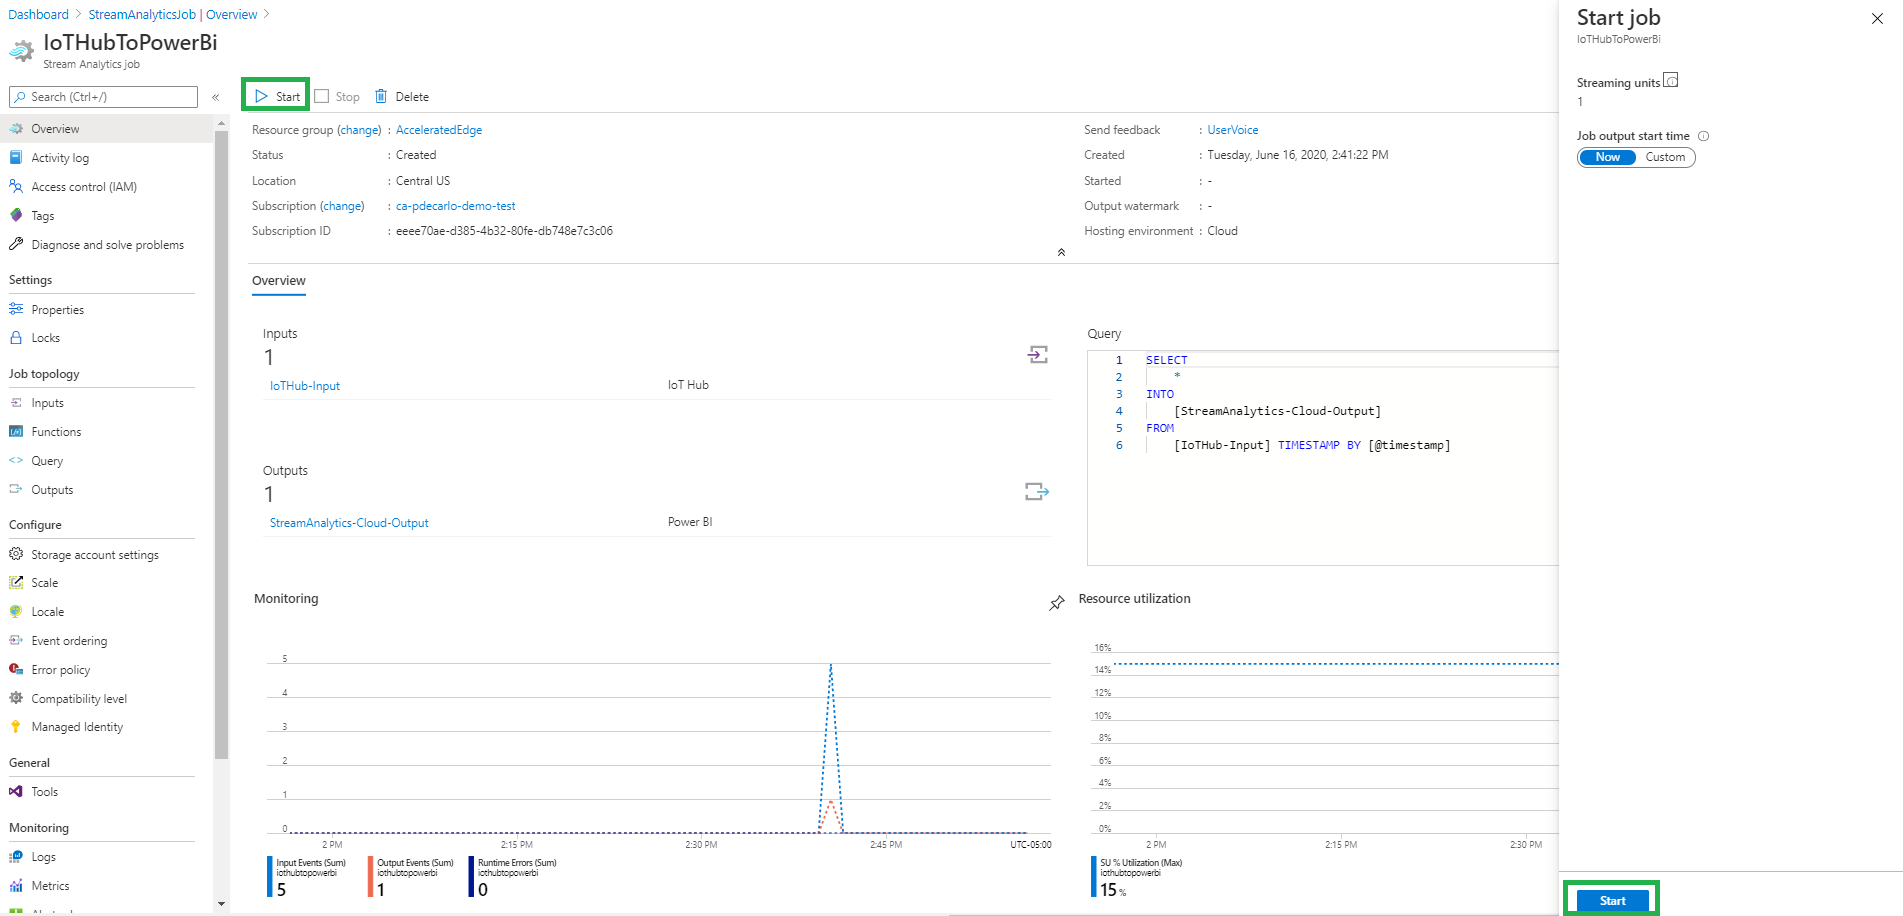 Dashboard > StreamAnalyticsJob | Overview >
IoTHubToPowerBi
Stream Analytics job
Search (Ctrl+/)
«
Overview
Activity log
Access control (IAM)
Tags
Diagnose and solve problems
Settings
Properties
Locks
Job topology
Inputs
Functions
Query
Outputs
Configure
Storage account settings
Scale
Locale
Event ordering
Error policy
Compatibility level
Managed Identity
General
Tools
Monitoring
Logs
Metrics
Start Stop Delete
Resource group (change) : AcceleratedEdge
Status : Created
Location : Central US
Subscription (change) : ca-pdecarlo-demo-test
Subscription ID : eeee70ae-d385-4b32-80fe-db748e7c3c06
Send feedback : UserVoice
Created : Tuesday, June 16, 2020, 2:41:22 PM
Started : -
Output watermark : -
Hosting environment : Cloud
Overview
Inputs
1
IoTHub-Input IoT Hub
Outputs
1
StreamAnalytics-Cloud-Output Power BI
Query
1 SELECT
2 *
3 INTO
4 [StreamAnalytics-Cloud-Output]
5 FROM
6 [IoTHub-Input] TIMESTAMP BY [@timestamp]
Monitoring
5
4
3
2
1
0
2 PM 2:15 PM 2:30 PM 2:45 PM UTC-05:00
Input Events (Sum)
iothubtopowerbi
5
Output Events (Sum)
iothubtopowerbi
1
Runtime Errors (Sum)
iothubtopowerbi
0
Resource utilization
16%
14%
12%
10%
8%
6%
4%
2%
0%
2 PM 2:15 PM 2:30 PM
SU % Utilization (Max)
iothubtopowerbi
15 %
Start job
IoTHubToPowerBi
Streaming units
1
Job output start time
Now Custom
Start